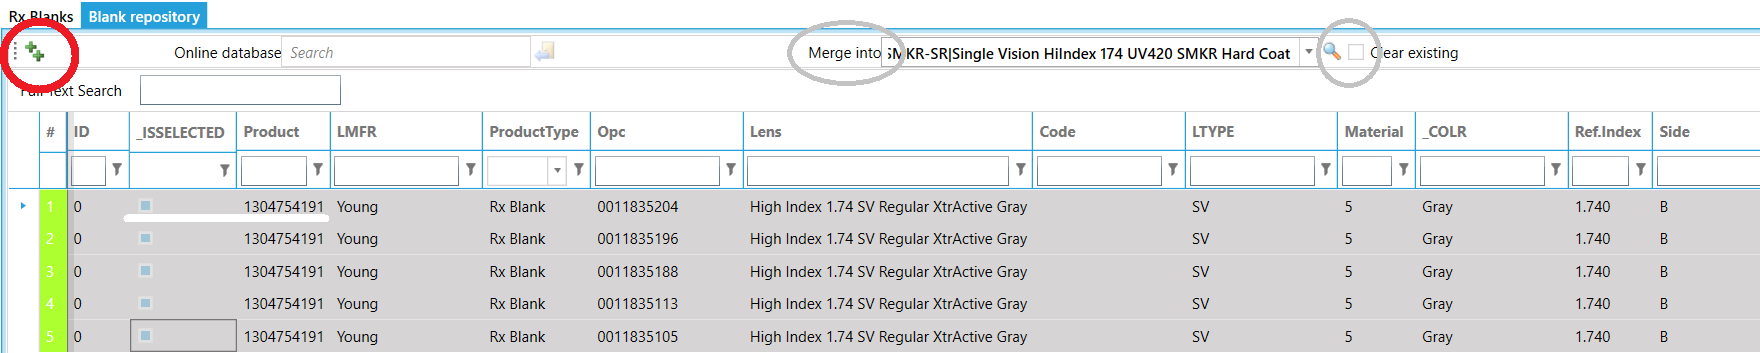 Rx Blanks Blank repository
Online database Search Merge into SMKR-SR|Single Vision HiIndex 174 UV420 SMKR Hard Coat Clear existing
Full Text Search
# ID _ISSELECTED Product LMFR ProductType Opc Lens Code LTYPE Material _COLR Ref.Index Side
1 0 1304754191 Young Rx Blank 0011835204 High Index 1.74 SV Regular XtrActive Gray SV 5 Gray 1.740 B
2 0 1304754191 Young Rx Blank 0011835196 High Index 1.74 SV Regular XtrActive Gray SV 5 Gray 1.740 B
3 0 1304754191 Young Rx Blank 0011835188 High Index 1.74 SV Regular XtrActive Gray SV 5 Gray 1.740 B
4 0 1304754191 Young Rx Blank 0011835113 High Index 1.74 SV Regular XtrActive Gray SV 5 Gray 1.740 B
5 0 1304754191 Young Rx Blank 0011835105 High Index 1.74 SV Regular XtrActive Gray SV 5 Gray 1.740 B